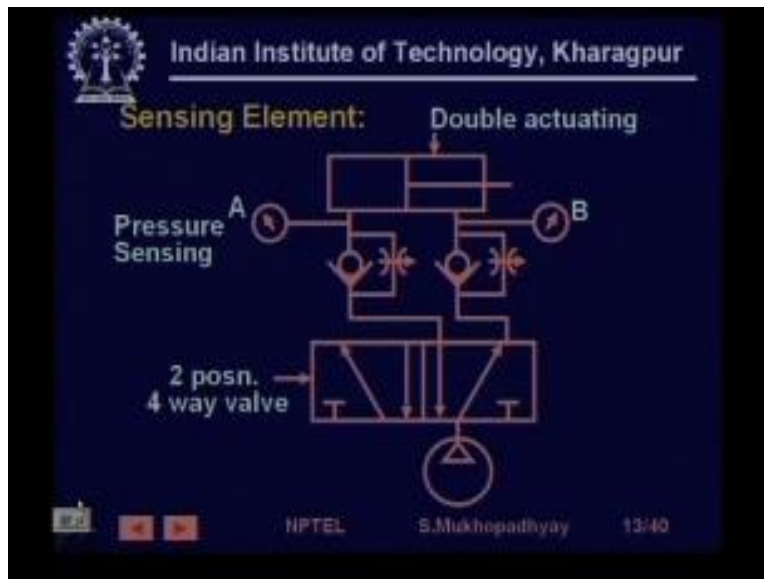 Indian Institute of Technology, Kharagpur
Sensing Element:
Double actuating
A
B
Pressure
Sensing
2 posn.
4 way valve
NPTEL
S.Mukhopadhyay
13/40